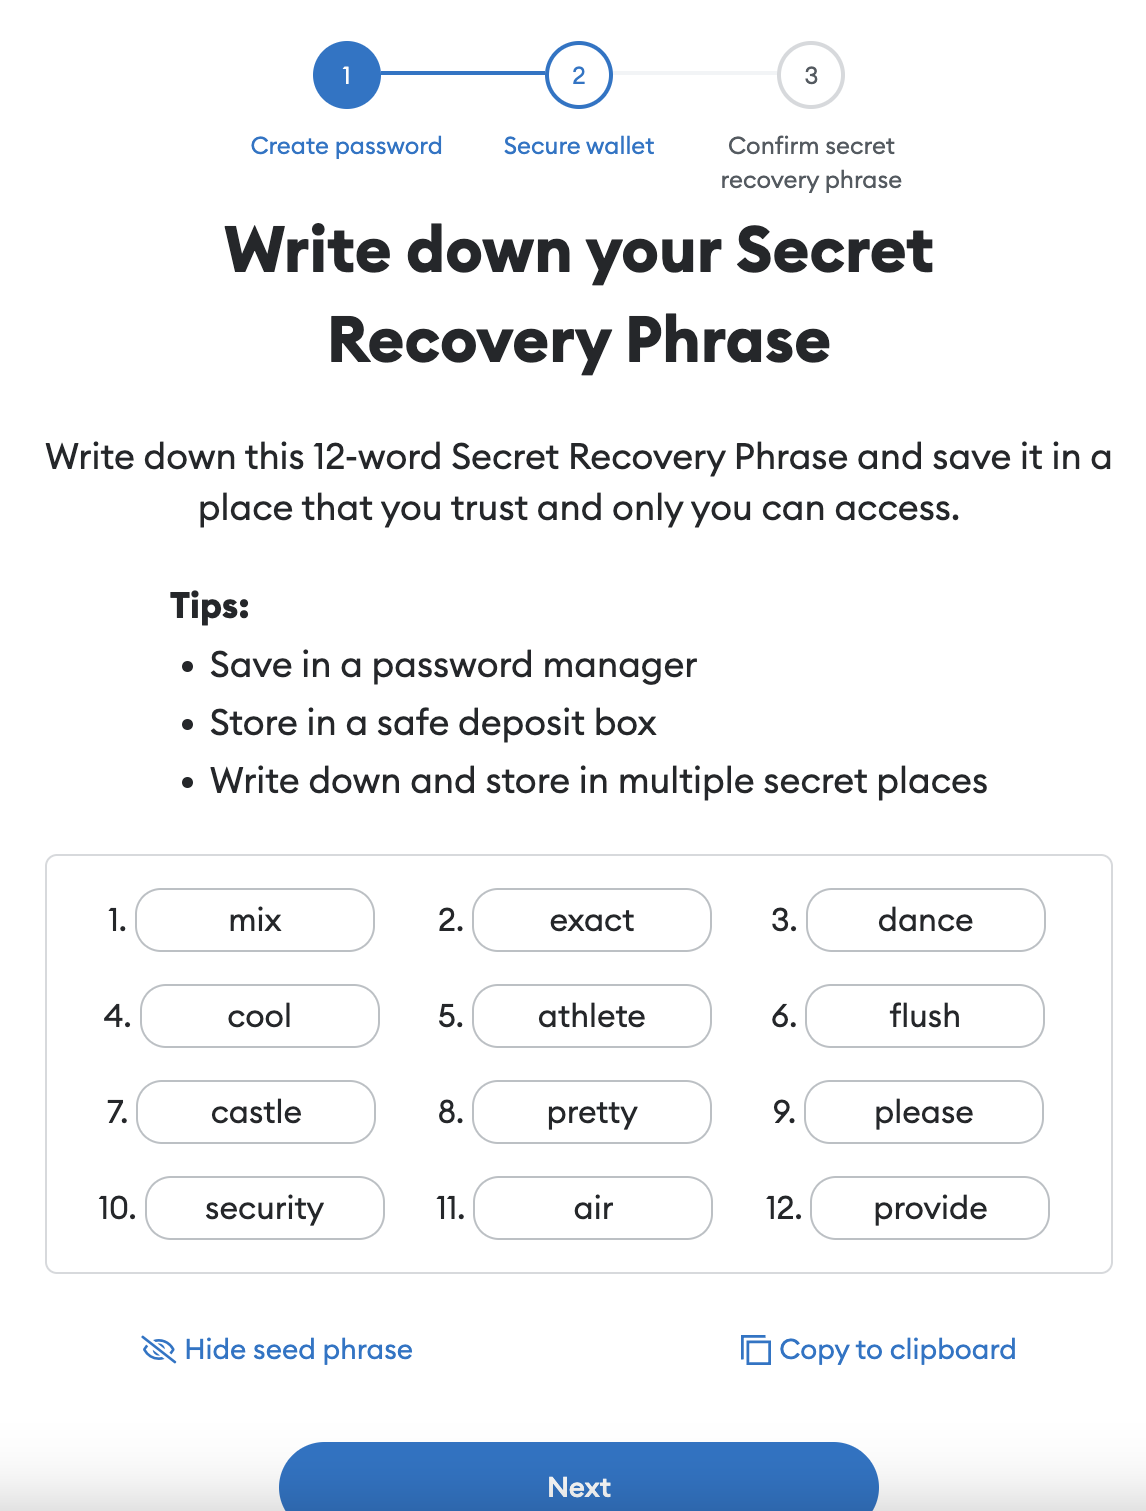 1
2
3
Create password
Secure wallet
Confirm secret
recovery phrase
Write down your Secret
Recovery Phrase
Write down this 12-word Secret Recovery Phrase and save it in a
place that you trust and only you can access.
Tips:
• Save in a password manager
• Store in a safe deposit box
• Write down and store in multiple secret places
1. mix 2. exact 3. dance
4. cool 5. athlete 6. flush
7. castle 8. pretty 9. please
10. security 11. air 12. provide
Hide seed phrase Copy to clipboard
Next